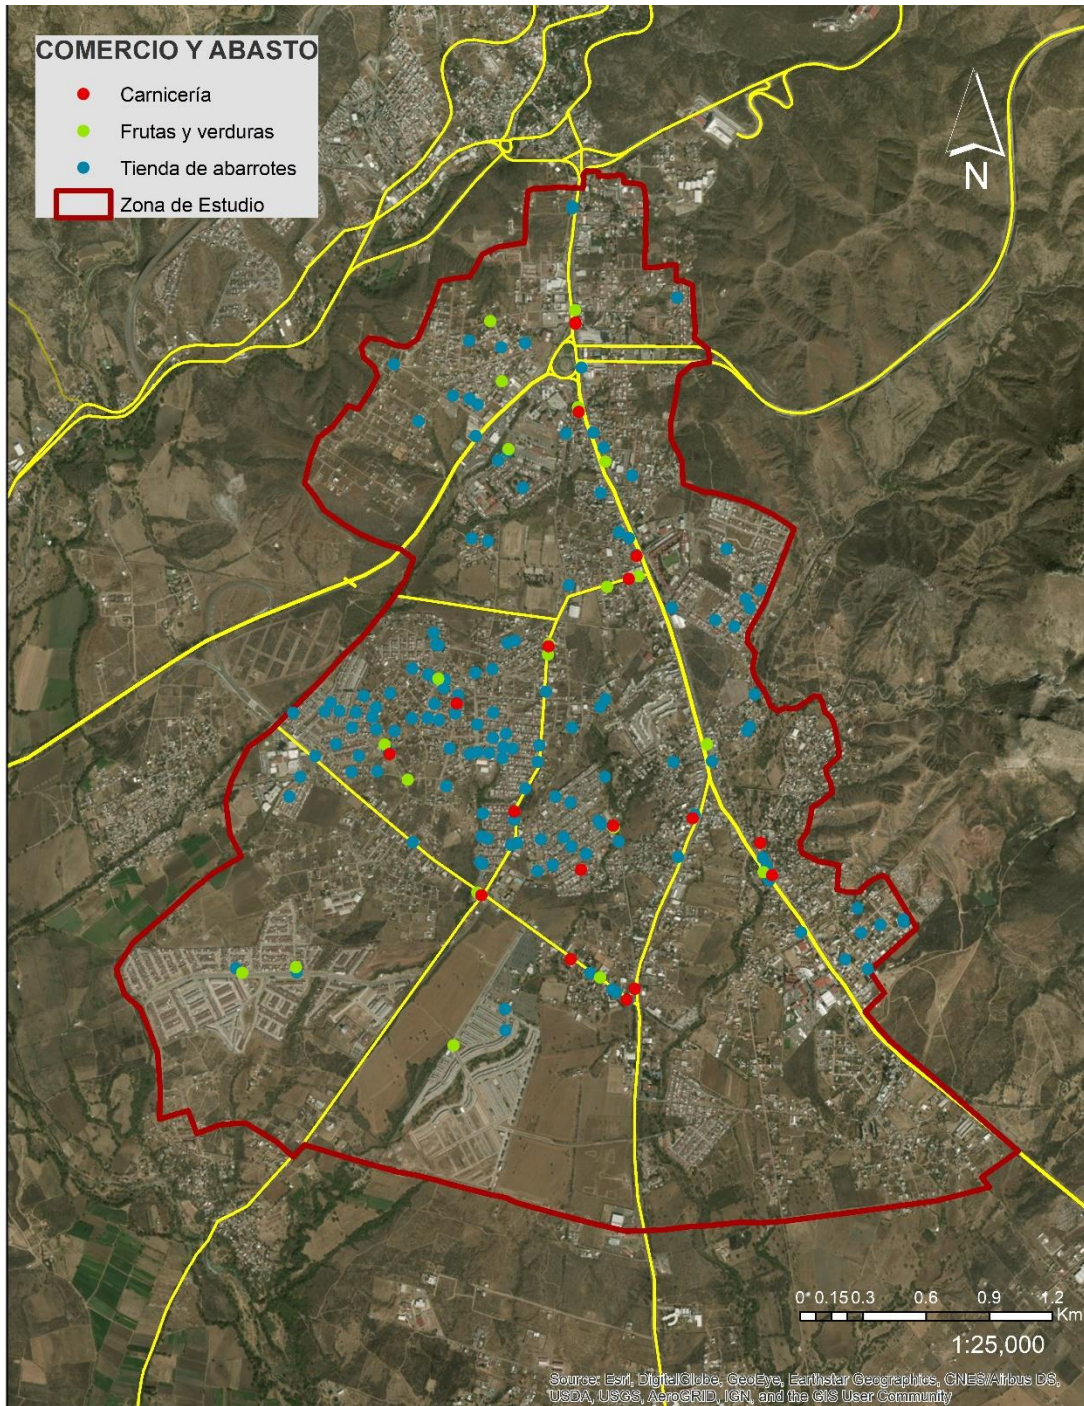 COMERCIO Y ABASTO
Carnicería
Frutas y verduras
Tienda de abarrotes
Zona de Estudio
N
0 0.15 0.3 0.6 0.9 1.2
Km
1:25,000
Source: Esri, DigitalGlobe, GeoEye, Earthstar Geographics, CNES/Airbus DS,
USDA, USGS, AeroGRID, IGN, and the GIS User Community